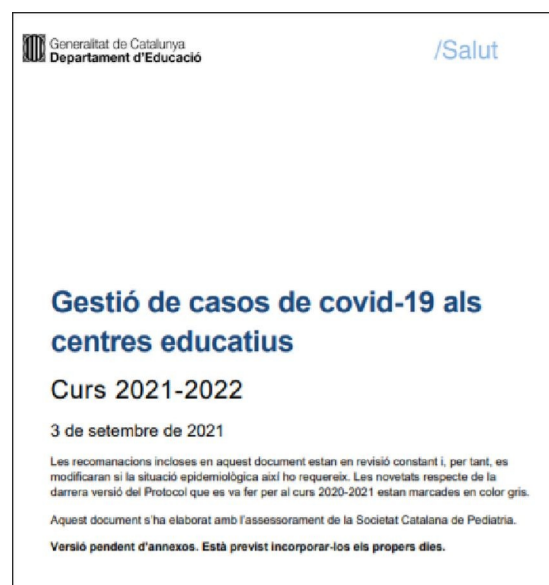 Generalitat de Catalunya
Departament d'Educació
/Salut
Gestió de casos de covid-19 als
centres educatius
Curs 2021-2022
3 de setembre de 2021
Les recomanacions incloses en aquest document estan en revisió constant i, per tant, es
modificaran si la situació epidemiològica així ho requereix. Les novetats respecte de la
darrera versió del Protocol que es va fer per al curs 2020-2021 estan marcades en color gris.
Aquest document s'ha elaborat amb l'assessorament de la Societat Catalana de Pediatria.
Versió pendent d'annexos. Està previst incorporar-los els propers dies.